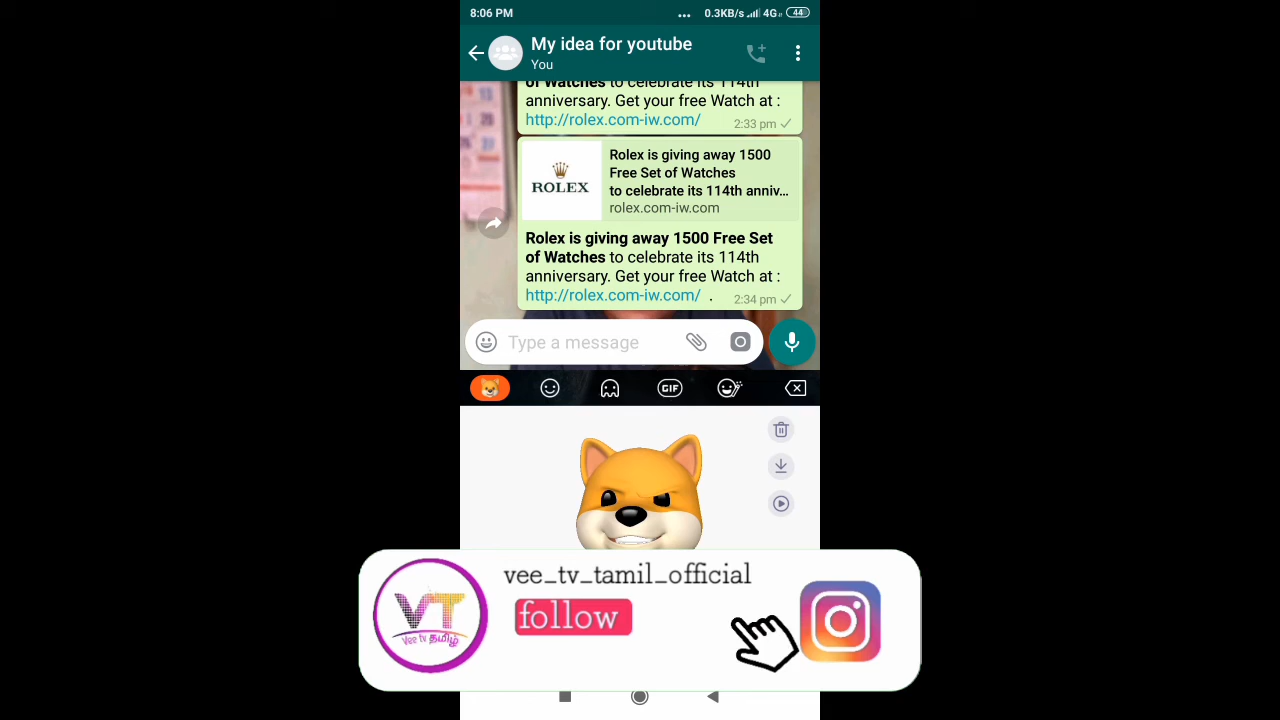 8:06 PM
0.3KB/s 4G 44
My idea for youtube
You
of Watches to celebrate its 114th
anniversary. Get your free Watch at :
http://rolex.com-iw.com/
2:33 pm
ROLEX
Rolex is giving away 1500
Free Set of Watches
to celebrate its 114th anniv...
rolex.com-iw.com
Rolex is giving away 1500 Free Set
of Watches to celebrate its 114th
anniversary. Get your free Watch at :
http://rolex.com-iw.com/ .
2:34 pm
Type a message
GIF
vee_tv_tamil_official
follow
VT
Vee tv தமிழ்